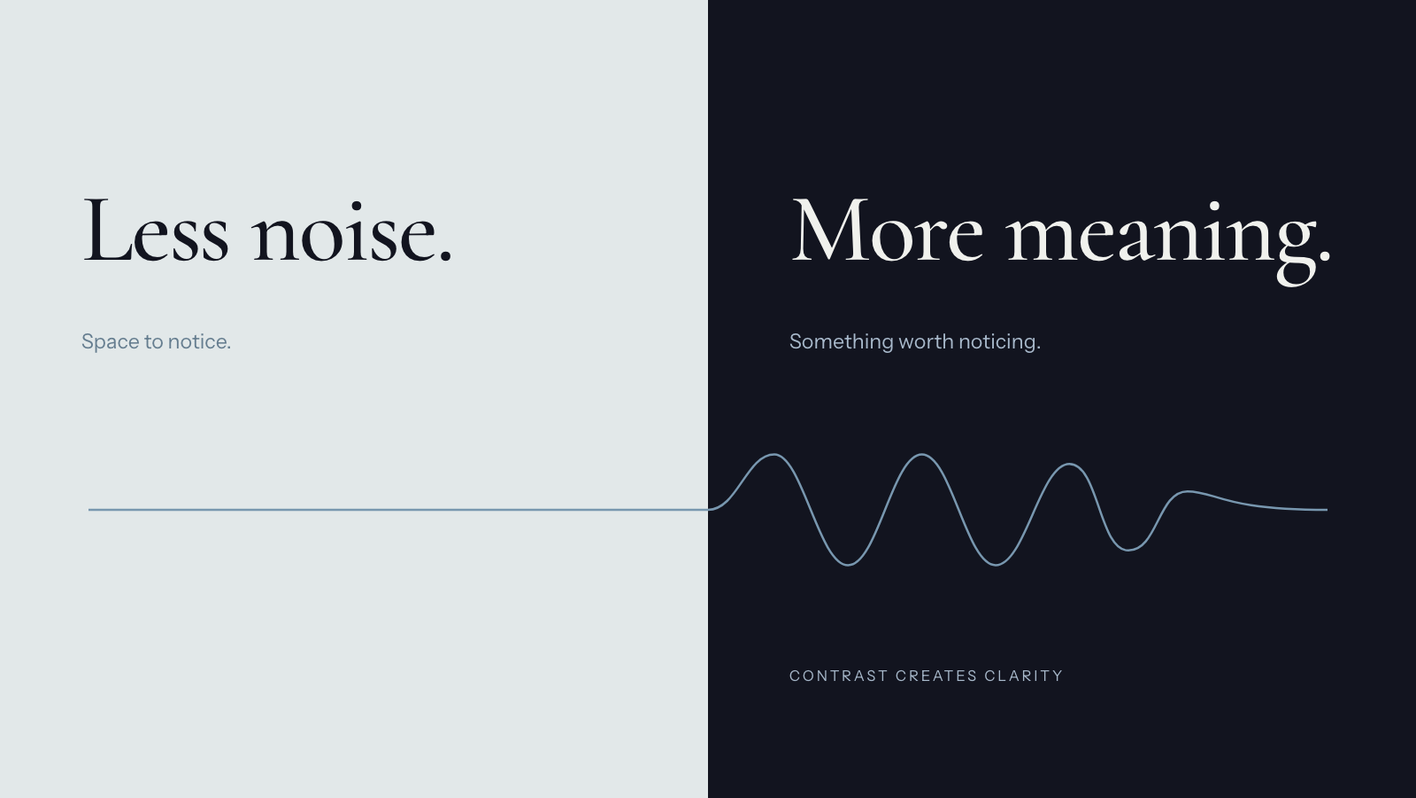 Less noise.
Space to notice.
More meaning.
Something worth noticing.
CONTRAST CREATES CLARITY